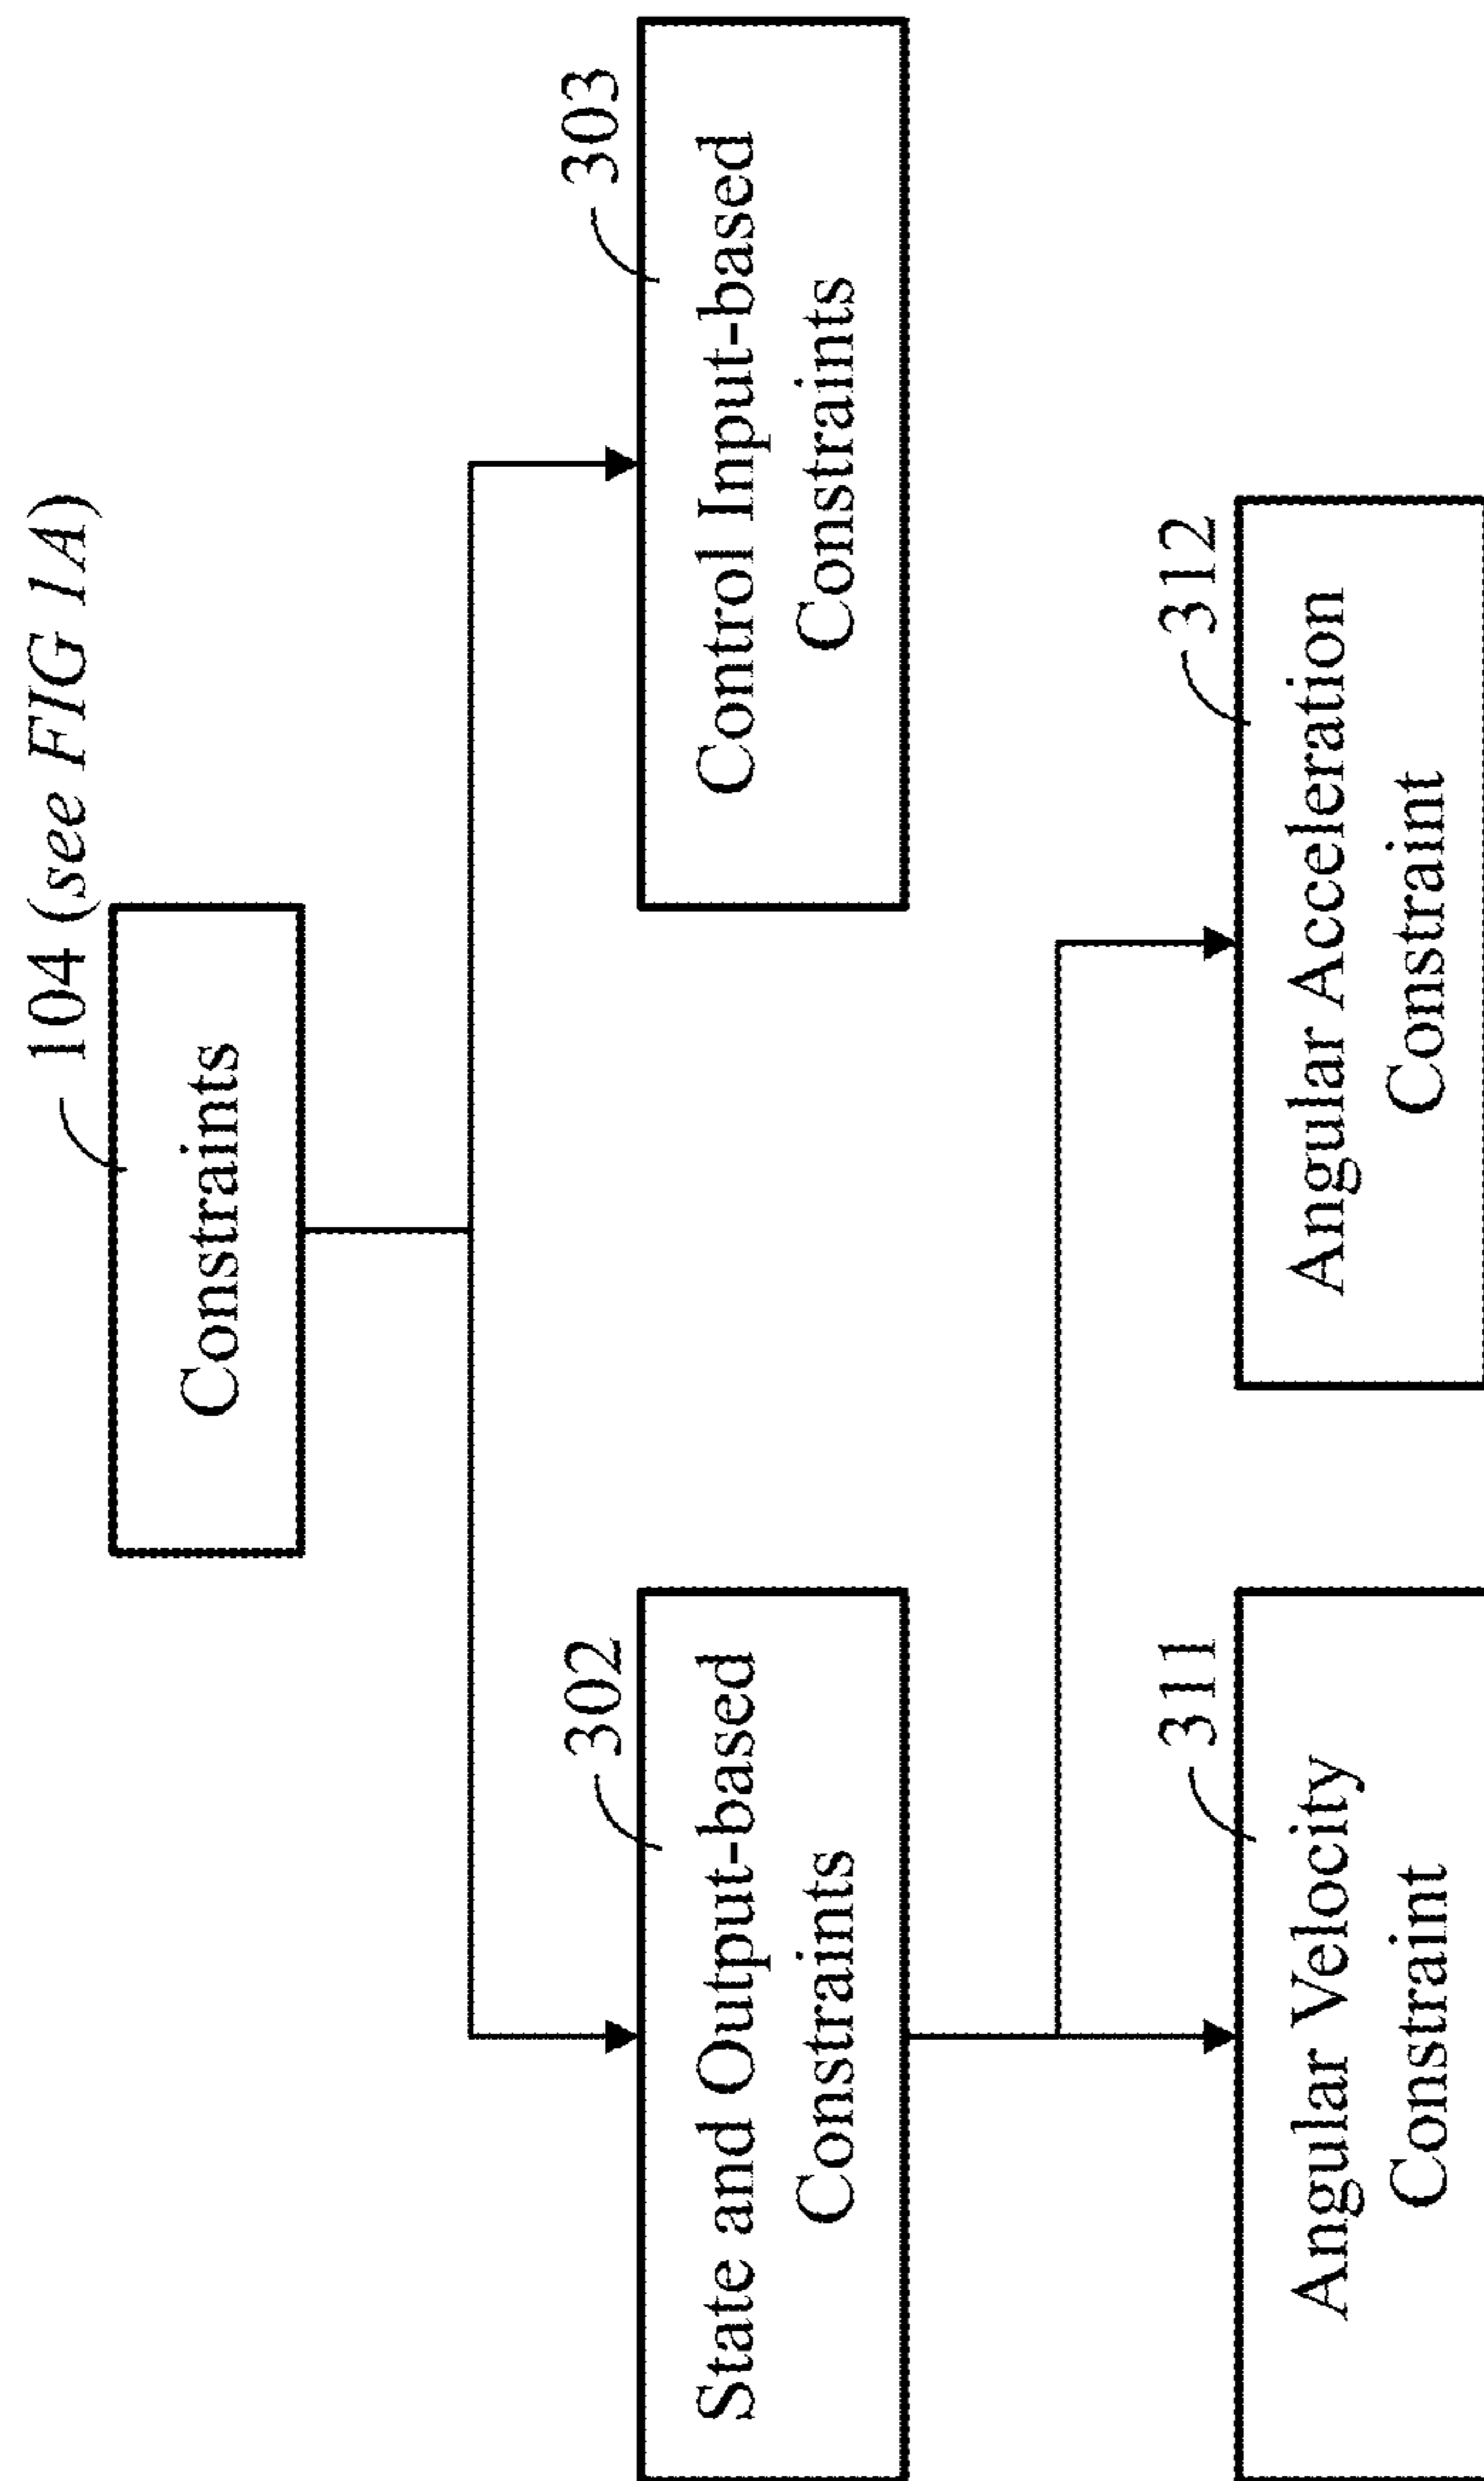 104 (see FIG 1A)
Constraints
302
State and Output-based
Constraints
303
Control Input-based
Constraints
311
Angular Velocity
Constraint
312
Angular Acceleration
Constraint